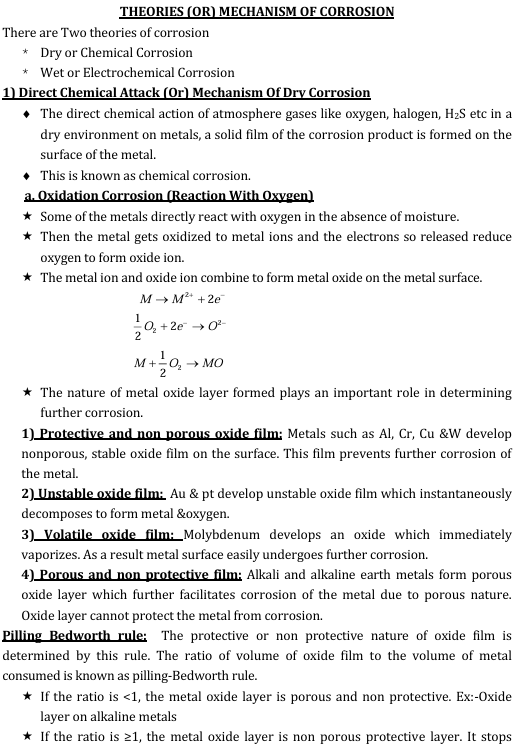 THEORIES (OR) MECHANISM OF CORROSION
There are Two theories of corrosion
* Dry or Chemical Corrosion
* Wet or Electrochemical Corrosion
1) Direct Chemical Attack (Or) Mechanism Of Dry Corrosion
♦ The direct chemical action of atmosphere gases like oxygen, halogen, H₂S etc in a
dry environment on metals, a solid film of the corrosion product is formed on the
surface of the metal.
♦ This is known as chemical corrosion.
a. Oxidation Corrosion (Reaction With Oxygen)
★ Some of the metals directly react with oxygen in the absence of moisture.
★ Then the metal gets oxidized to metal ions and the electrons so released reduce
oxygen to form oxide ion.
★ The metal ion and oxide ion combine to form metal oxide on the metal surface.
M → M²⁺ + 2e⁻
1/2 O₂ + 2e⁻ → O²⁻
M + 1/2 O₂ → MO
★ The nature of metal oxide layer formed plays an important role in determining
further corrosion.
1) Protective and non porous oxide film: Metals such as Al, Cr, Cu &W develop
nonporous, stable oxide film on the surface. This film prevents further corrosion of
the metal.
2) Unstable oxide film: Au & pt develop unstable oxide film which instantaneously
decomposes to form metal &oxygen.
3) Volatile oxide film: Molybdenum develops an oxide which immediately
vaporizes. As a result metal surface easily undergoes further corrosion.
4) Porous and non protective film: Alkali and alkaline earth metals form porous
oxide layer which further facilitates corrosion of the metal due to porous nature.
Oxide layer cannot protect the metal from corrosion.
Pilling Bedworth rule: The protective or non protective nature of oxide film is
determined by this rule. The ratio of volume of oxide film to the volume of metal
consumed is known as pilling-Bedworth rule.
★ If the ratio is <1, the metal oxide layer is porous and non protective. Ex:-Oxide
layer on alkaline metals
★ If the ratio is ≥1, the metal oxide layer is non porous protective layer. It stops